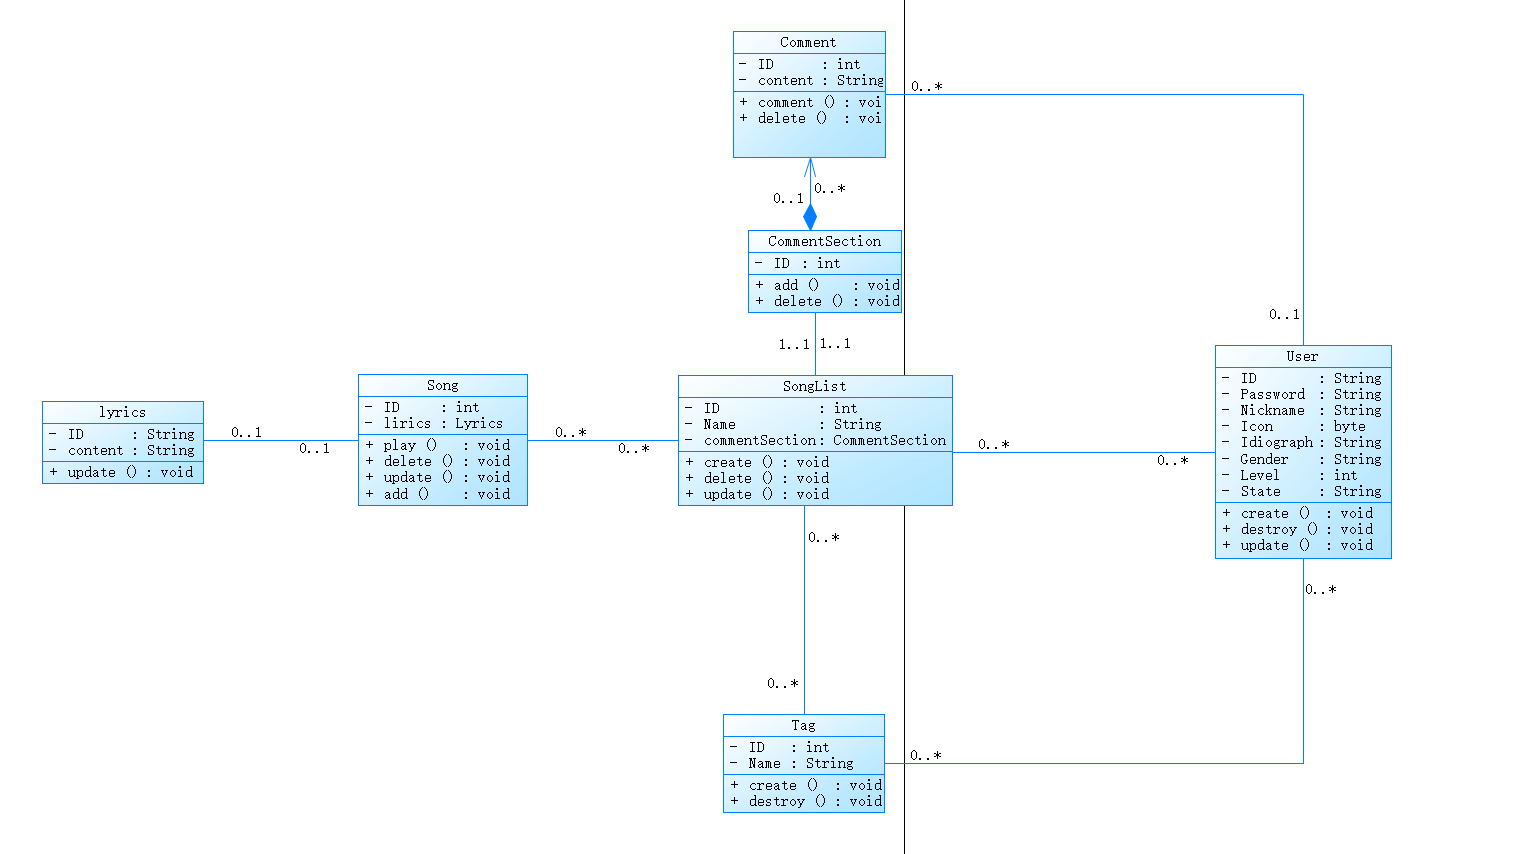 Comment
- ID : int
- content : String
+ comment () : voi
+ delete () : voi
0..*
0..*
0..1
CommentSection
- ID : int
+ add () : void
+ delete () : void
0..1
1..1
1..1
User
- ID : String
- Password : String
- Nickname : String
- Icon : byte
- Idiograph : String
- Gender : String
- Level : int
- State : String
+ create () : void
+ destroy () : void
+ update () : void
lyrics
- ID : String
- content : String
+ update () : void
0..1
0..1
Song
- ID : int
- lirics : Lyrics
+ play () : void
+ delete () : void
+ update () : void
+ add () : void
0..*
0..*
SongList
- ID : int
- Name : String
- commentSection : CommentSection
+ create () : void
+ delete () : void
+ update () : void
0..*
0..*
0..*
0..*
0..*
Tag
- ID : int
- Name : String
+ create () : void
+ destroy () : void
0..*